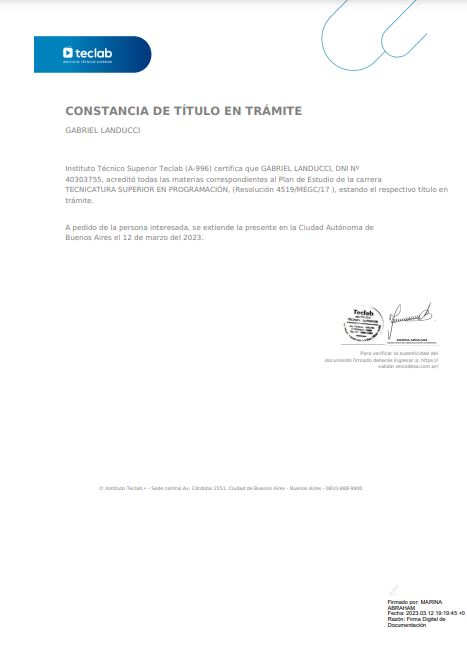 teclab
INSTITUTO TÉCNICO SUPERIOR
CONSTANCIA DE TÍTULO EN TRÁMITE
GABRIEL LANDUCCI
Instituto Técnico Superior Teclab (A-996) certifica que GABRIEL LANDUCCI, DNI Nº
40303755, acreditó todas las materias correspondientes al Plan de Estudio de la carrera
TECNICATURA SUPERIOR EN PROGRAMACIÓN, (Resolución 4519/MEGC/17 ), estando el respectivo título en
trámite.
A pedido de la persona interesada, se extiende la presente en la Ciudad Autónoma de
Buenos Aires el 12 de marzo del 2023.
Teclab
MARINA ABRAHAM
Para verificar la autenticidad del
documento firmado deberás ingresar a: https://
validar.encodesa.com.ar/
© Instituto Teclab • - Sede central Av. Córdoba 1551, Ciudad de Buenos Aires - Buenos Aires - 0810-888-9900
Firmado por: MARINA
ABRAHAM
Fecha: 2023.03.12 19:19:45 +0
Razón: Firma Digital de
Documentación